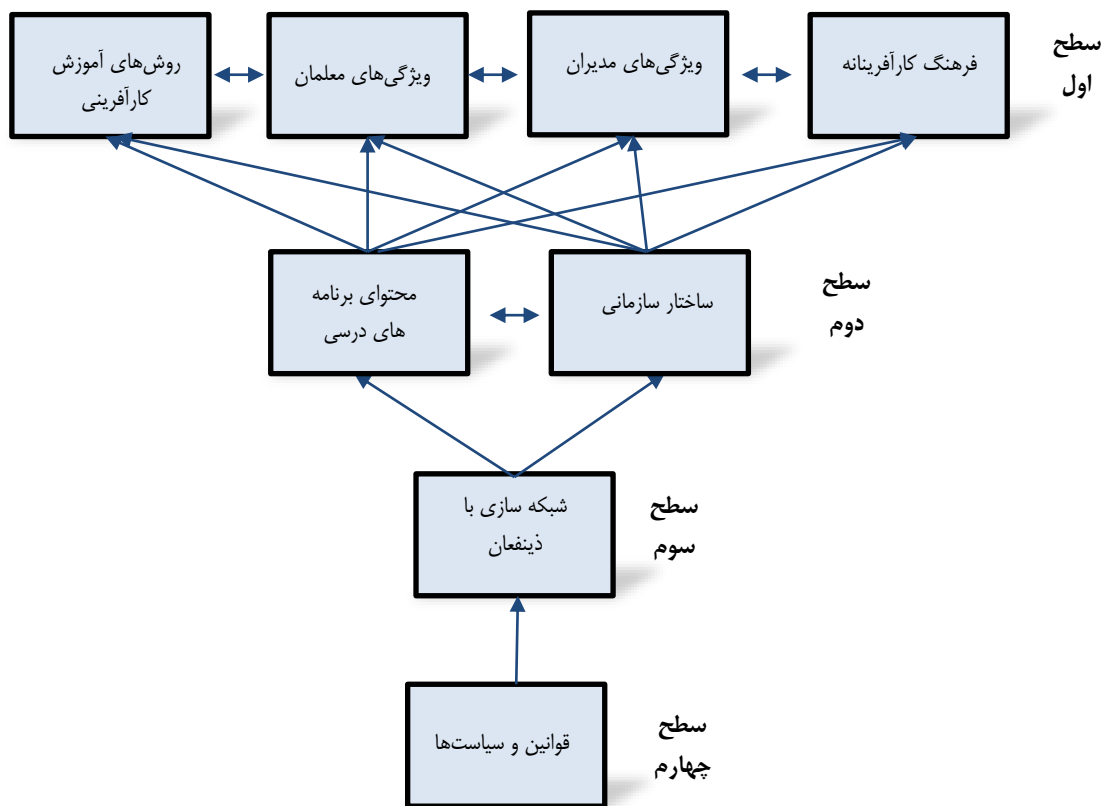 سطح
اول
فرهنگ کارآفرینانه
ویژگی‌های مدیران
ویژگی‌های معلمان
روش‌های آموزش
کارآفرینی
سطح
دوم
ساختار سازمانی
محتوای برنامه
های درسی
سطح
سوم
شبکه سازی با
ذینفعان
سطح
چهارم
قوانین و سیاست‌ها